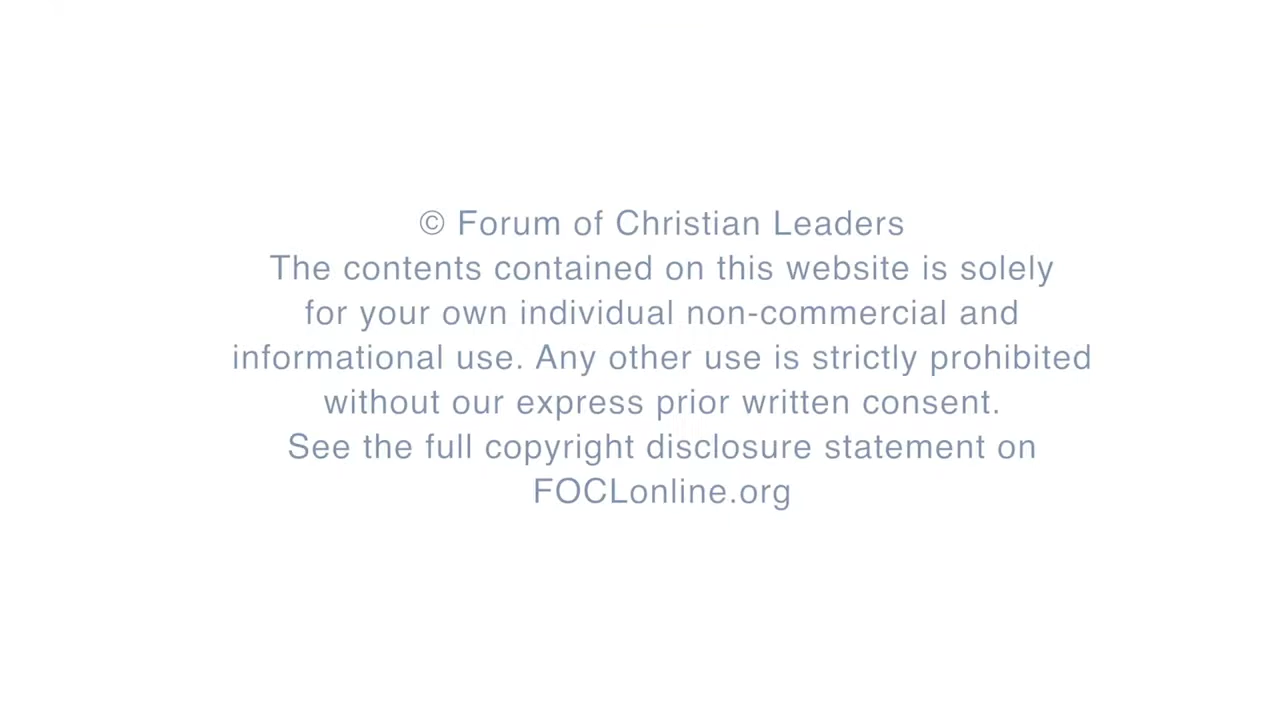 © Forum of Christian Leaders
The contents contained on this website is solely
for your own individual non-commercial and
informational use. Any other use is strictly prohibited
without our express prior written consent.
See the full copyright disclosure statement on
FOCLonline.org